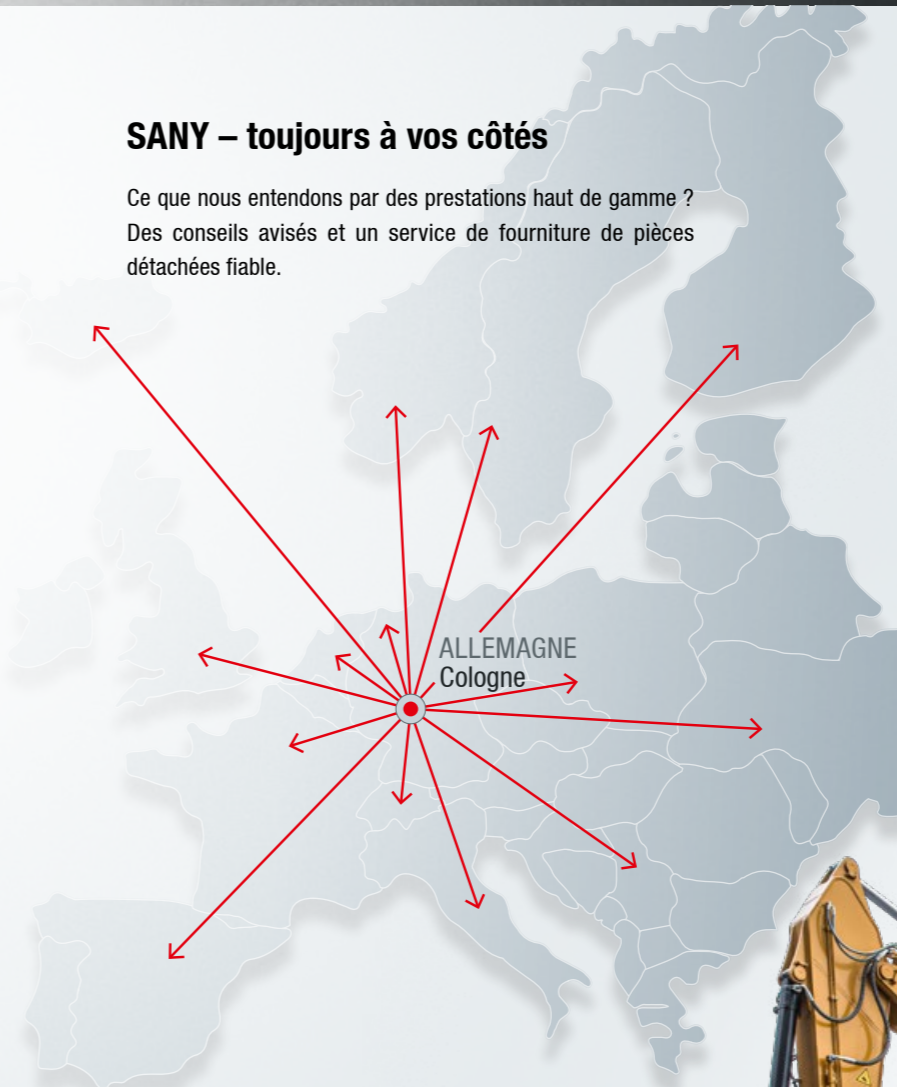 SANY – toujours à vos côtés
Ce que nous entendons par des prestations haut de gamme ?
Des conseils avisés et un service de fourniture de pièces
détachées fiable.
ALLEMAGNE
Cologne